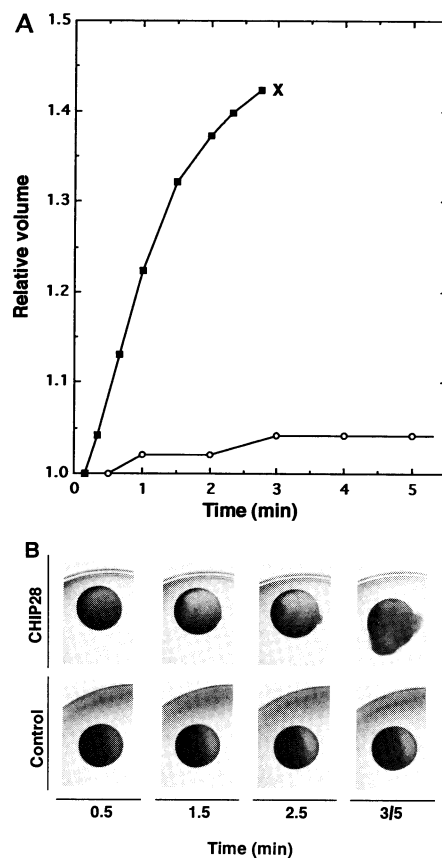 A
1.5
1.4
1.3
1.2
1.1
1.0
Relative volume
X
0 1 2 3 4 5
Time (min)
B
CHIP28
Control
0.5 1.5 2.5 3/5
Time (min)